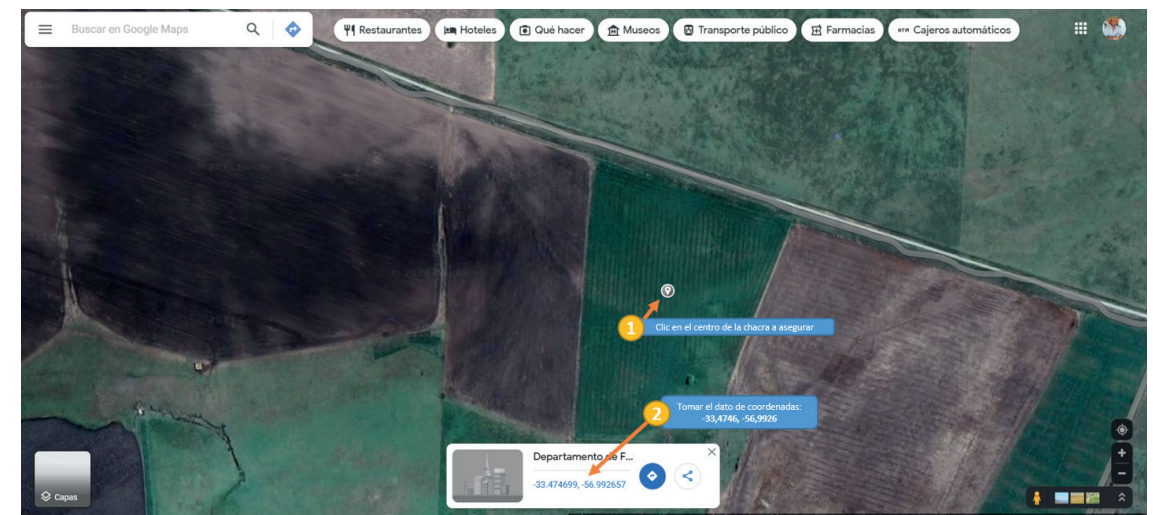 Buscar en Google Maps
Restaurantes
Hoteles
Qué hacer
Museos
Transporte público
Farmacias
ATM Cajeros automáticos
1
Clic en el centro de la chacra a asegurar
2
Tomar el dato de coordenadas:
-33,4746, -56,9926
Departamento de F...
-33.474699, -56.992657
Capas